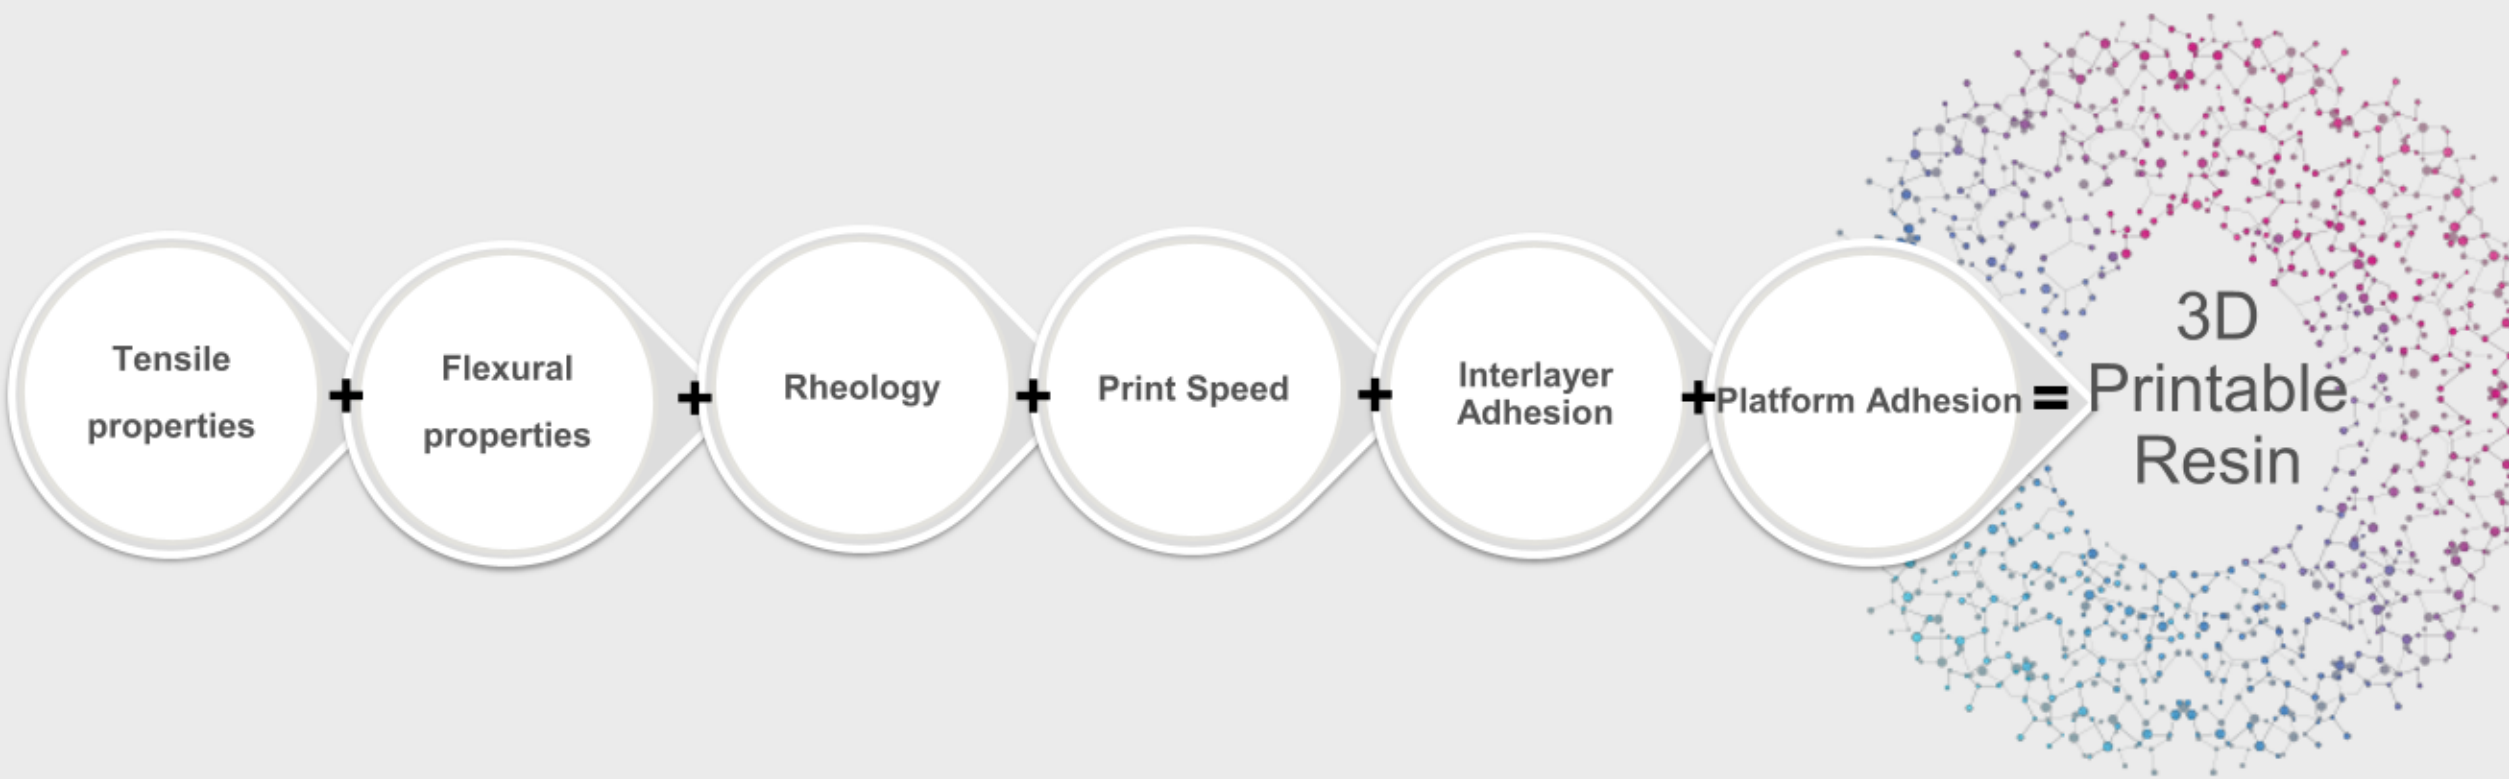 Tensile
properties
+
Flexural
properties
+
Rheology
+
Print Speed
+
Interlayer
Adhesion
+
Platform Adhesion
=
3D
Printable
Resin